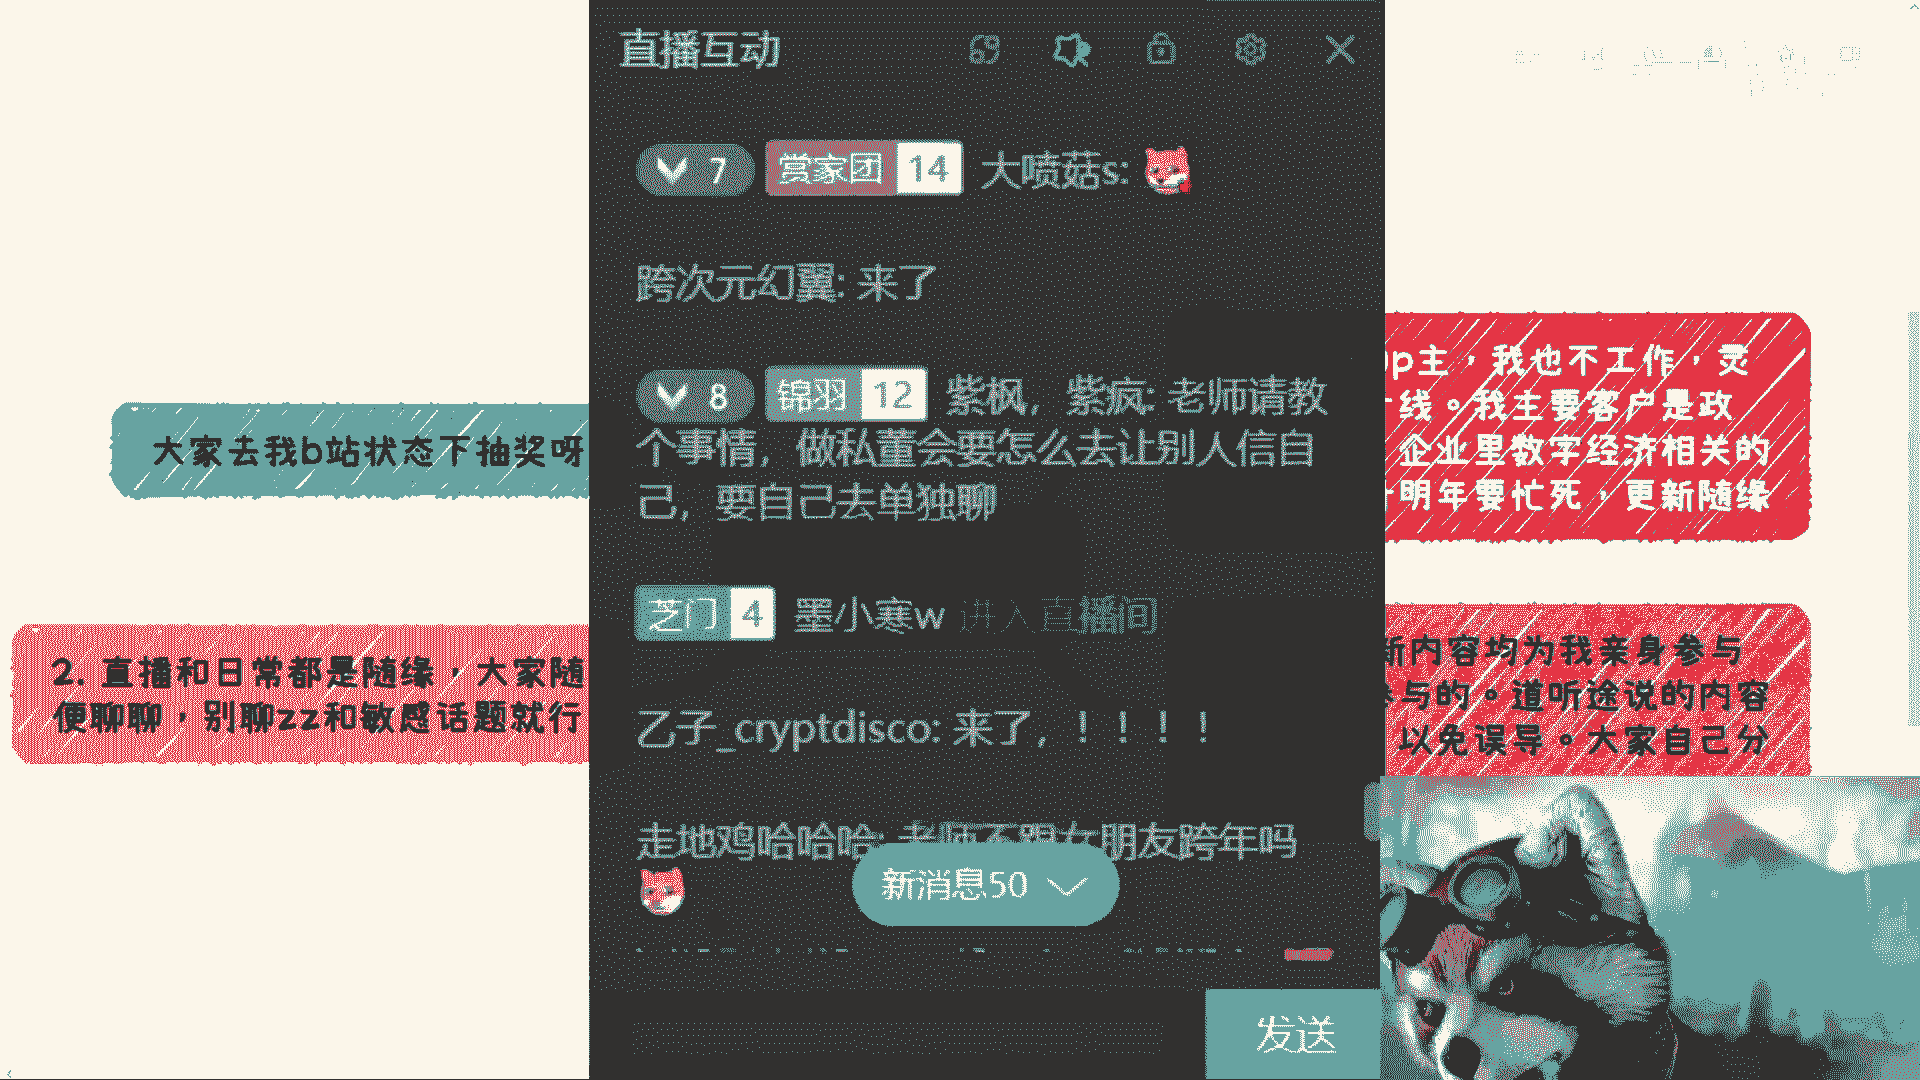 直播互动
7 赏家团 14 大喷菇s:
跨次元幻翼: 来了
8 锦羽 12 紫枫，紫疯: 老师请教
个事情，做私董会要怎么去让别人信自
己，要自己去单独聊
芝门 4 墨小寒w 进入直播间
乙子_cryptdisco: 来了，！！！！
走地鸡哈哈哈: 老师不跟女朋友跨年吗
新消息50
发送
大家去我b站状态下抽奖呀
2. 直播和日常都是随缘，大家随
便聊聊，别聊zz和敏感话题就行
p主，我也不工作，灵
线。我主要客户是政
企业里数字经济相关的
明年要忙死，更新随缘
新内容均为我亲身参与
参与的。道听途说的内容
以免误导。大家自己分